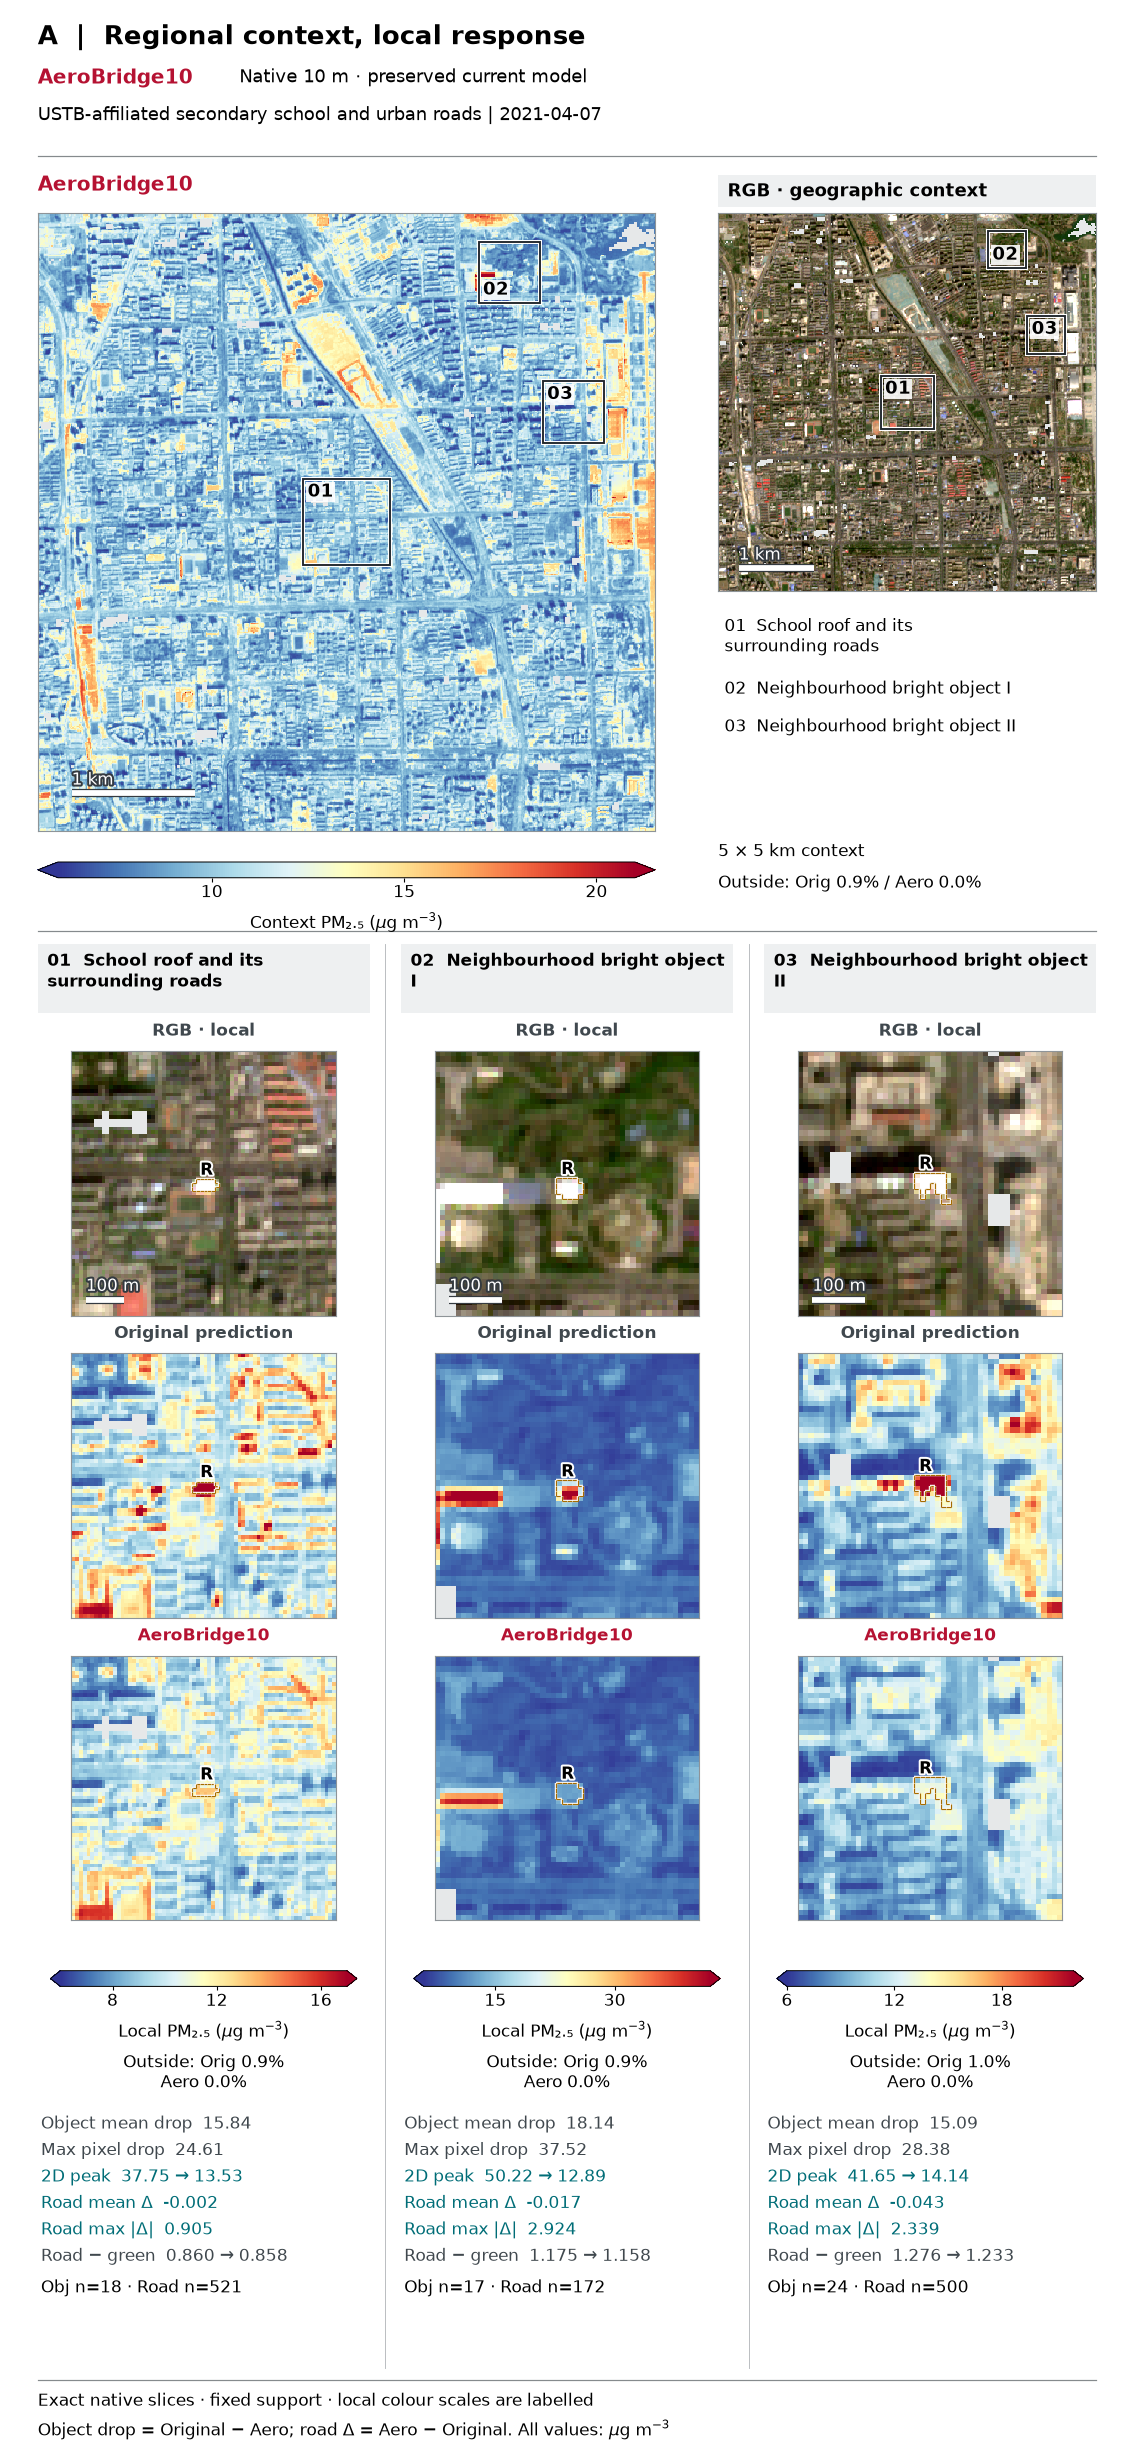 A | Regional context, local response
AeroBridge10 Native 10 m · preserved current model
USTB-affiliated secondary school and urban roads | 2021-04-07
AeroBridge10
RGB · geographic context
02
03
01
1 km
02
03
01
1 km
01 School roof and its
surrounding roads
02 Neighbourhood bright object I
03 Neighbourhood bright object II
5 × 5 km context
Outside: Orig 0.9% / Aero 0.0%
10 15 20
Context PM₂.₅ (µg m⁻³)
01 School roof and its
surrounding roads
RGB · local
R
100 m
Original prediction
R
AeroBridge10
R
8 12 16
Local PM₂.₅ (µg m⁻³)
Outside: Orig 0.9%
Aero 0.0%
Object mean drop 15.84
Max pixel drop 24.61
2D peak 37.75 → 13.53
Road mean Δ -0.002
Road max |Δ| 0.905
Road − green 0.860 → 0.858
Obj n=18 · Road n=521
02 Neighbourhood bright object
I
RGB · local
R
100 m
Original prediction
R
AeroBridge10
R
15 30
Local PM₂.₅ (µg m⁻³)
Outside: Orig 0.9%
Aero 0.0%
Object mean drop 18.14
Max pixel drop 37.52
2D peak 50.22 → 12.89
Road mean Δ -0.017
Road max |Δ| 2.924
Road − green 1.175 → 1.158
Obj n=17 · Road n=172
03 Neighbourhood bright object
II
RGB · local
R
100 m
Original prediction
R
AeroBridge10
R
6 12 18
Local PM₂.₅ (µg m⁻³)
Outside: Orig 1.0%
Aero 0.0%
Object mean drop 15.09
Max pixel drop 28.38
2D peak 41.65 → 14.14
Road mean Δ -0.043
Road max |Δ| 2.339
Road − green 1.276 → 1.233
Obj n=24 · Road n=500
Exact native slices · fixed support · local colour scales are labelled
Object drop = Original − Aero; road Δ = Aero − Original. All values: µg m⁻³